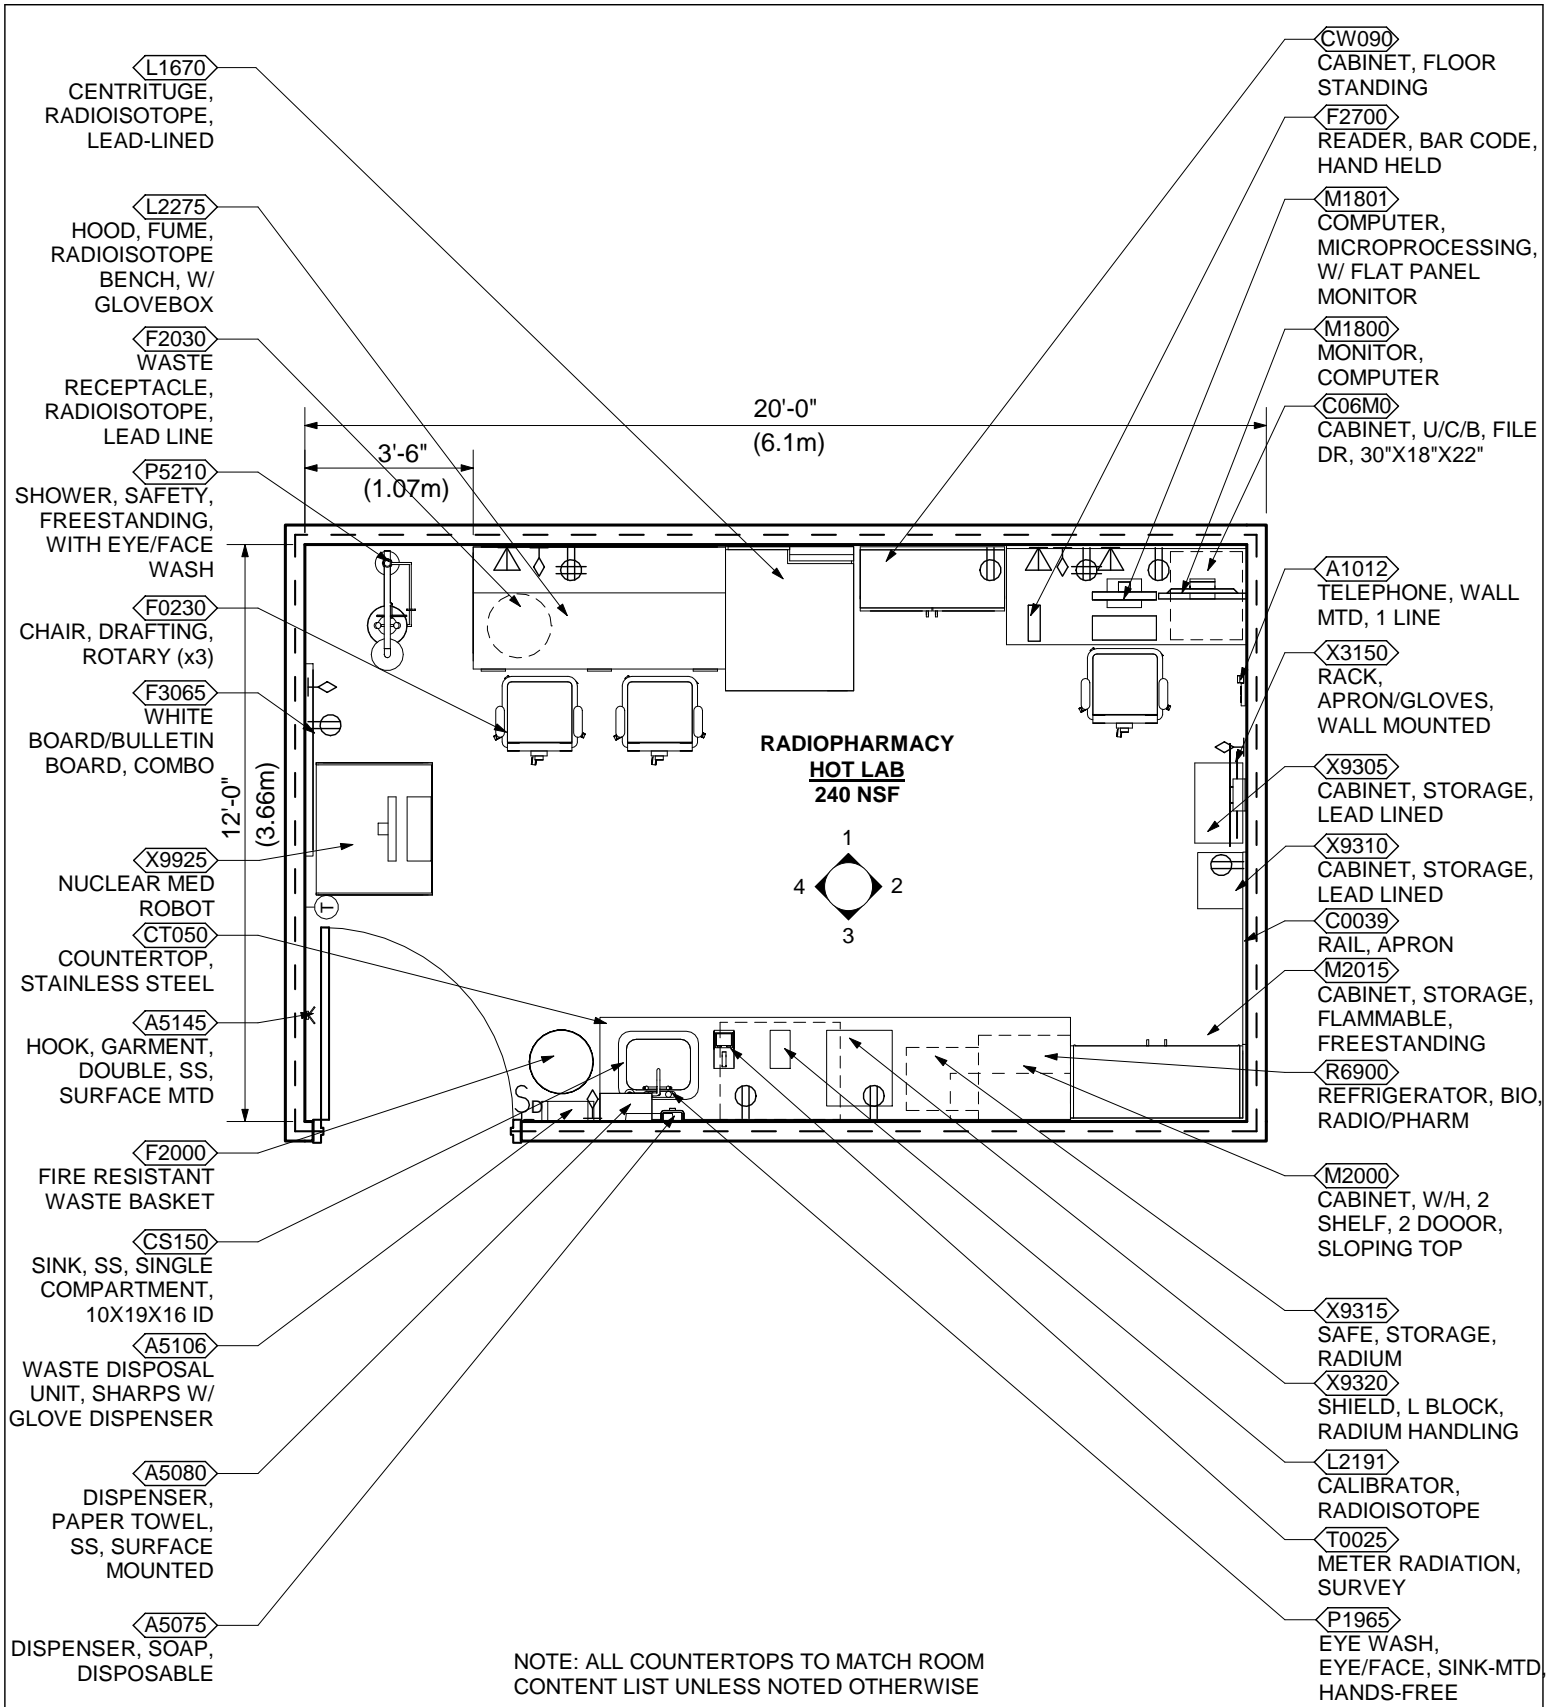 L1670
CENTRITUGE,
RADIOISOTOPE,
LEAD-LINED
L2275
HOOD, FUME,
RADIOISOTOPE
BENCH, W/
GLOVEBOX
F2030
WASTE
RECEPTACLE,
RADIOISOTOPE,
LEAD LINE
P5210
SHOWER, SAFETY,
FREESTANDING,
WITH EYE/FACE
WASH
F0230
CHAIR, DRAFTING,
ROTARY (x3)
F3065
WHITE
BOARD/BULLETIN
BOARD, COMBO
X9925
NUCLEAR MED
ROBOT
CT050
COUNTERTOP,
STAINLESS STEEL
A5145
HOOK, GARMENT,
DOUBLE, SS,
SURFACE MTD
F2000
FIRE RESISTANT
WASTE BASKET
CS150
SINK, SS, SINGLE
COMPARTMENT,
10X19X16 ID
A5106
WASTE DISPOSAL
UNIT, SHARPS W/
GLOVE DISPENSER
A5080
DISPENSER,
PAPER TOWEL,
SS, SURFACE
MOUNTED
A5075
DISPENSER, SOAP,
DISPOSABLE
20'-0"
(6.1m)
3'-6"
(1.07m)
12'-0"
(3.66m)
RADIOPHARMACY
HOT LAB
240 NSF
1
4 2
3
T
SD
NOTE: ALL COUNTERTOPS TO MATCH ROOM
CONTENT LIST UNLESS NOTED OTHERWISE
CW090
CABINET, FLOOR
STANDING
F2700
READER, BAR CODE,
HAND HELD
M1801
COMPUTER,
MICROPROCESSING,
W/ FLAT PANEL
MONITOR
M1800
MONITOR,
COMPUTER
C06M0
CABINET, U/C/B, FILE
DR, 30"X18"X22"
A1012
TELEPHONE, WALL
MTD, 1 LINE
X3150
RACK,
APRON/GLOVES,
WALL MOUNTED
X9305
CABINET, STORAGE,
LEAD LINED
X9310
CABINET, STORAGE,
LEAD LINED
C0039
RAIL, APRON
M2015
CABINET, STORAGE,
FLAMMABLE,
FREESTANDING
R6900
REFRIGERATOR, BIO,
RADIO/PHARM
M2000
CABINET, W/H, 2
SHELF, 2 DOOOR,
SLOPING TOP
X9315
SAFE, STORAGE,
RADIUM
X9320
SHIELD, L BLOCK,
RADIUM HANDLING
L2191
CALIBRATOR,
RADIOISOTOPE
T0025
METER RADIATION,
SURVEY
P1965
EYE WASH,
EYE/FACE, SINK-MTD,
HANDS-FREE